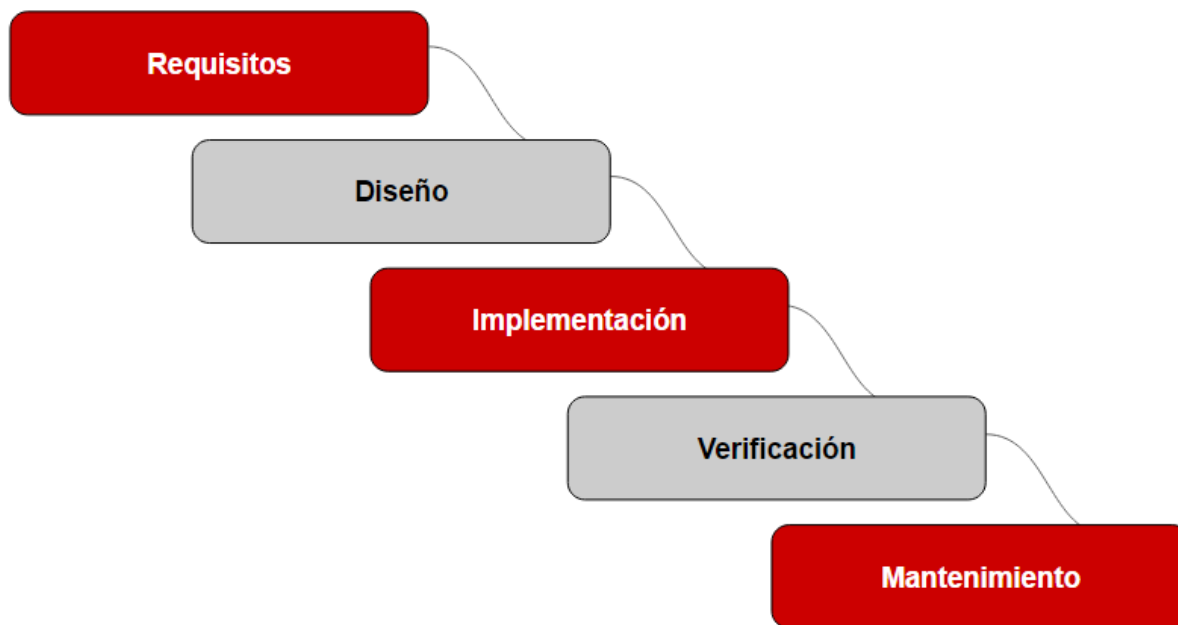 Requisitos
Diseño
Implementación
Verificación
Mantenimiento